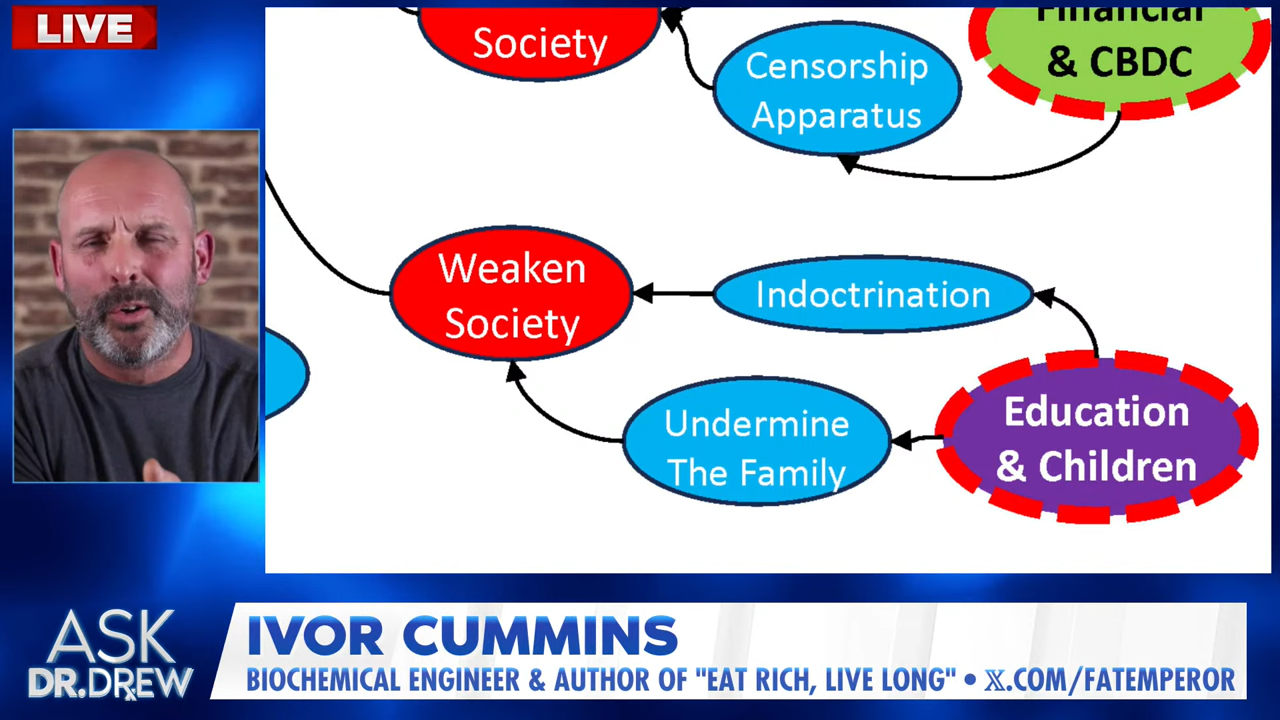 LIVE
Financial
& CBDC
Society
Censorship
Apparatus
Weaken
Society
Indoctrination
Undermine
The Family
Education
& Children
ASK
DR.DREW
IVOR CUMMINS
BIOCHEMICAL ENGINEER & AUTHOR OF "EAT RICH, LIVE LONG" • X.COM/FATEMPEROR